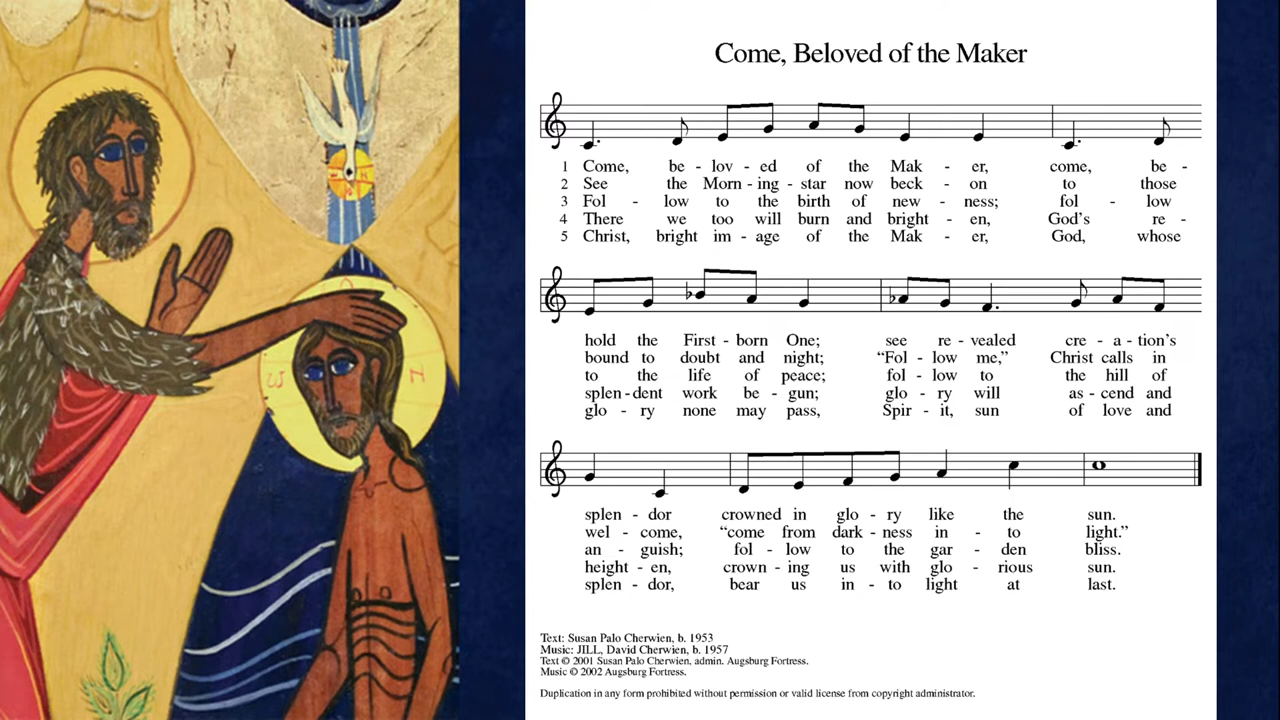 Come, Beloved of the Maker
1 Come, be - lov - ed of the Mak - er, come, be -
2 See the Morn - ing - star now beck - on to those
3 Fol - low to the birth of new - ness; fol - low
4 There we too will burn and bright - en, God's re -
5 Christ, bright im - age of the Mak - er, God, whose
hold the First - born One; see re - vealed cre - a - tion's
bound to doubt and night; "Fol - low me," Christ calls in
to the life of peace; fol - low to the hill of
splen - dent work be - gun; glo - ry will as - cend and
glo - ry none may pass, Spir - it, sun of love and
splen - dor crowned in glo - ry like the sun.
wel - come, "come from dark - ness in - to light."
an - guish; fol - low to the gar - den bliss.
height - en, crown - ing us with glo - rious sun.
splen - dor, bear us in - to light at last.
Text: Susan Palo Cherwien, b. 1953
Music: JILL, David Cherwien, b. 1957
Text © 2001 Susan Palo Cherwien, admin. Augsburg Fortress.
Music © 2002 Augsburg Fortress.
Duplication in any form prohibited without permission or valid license from copyright administrator.